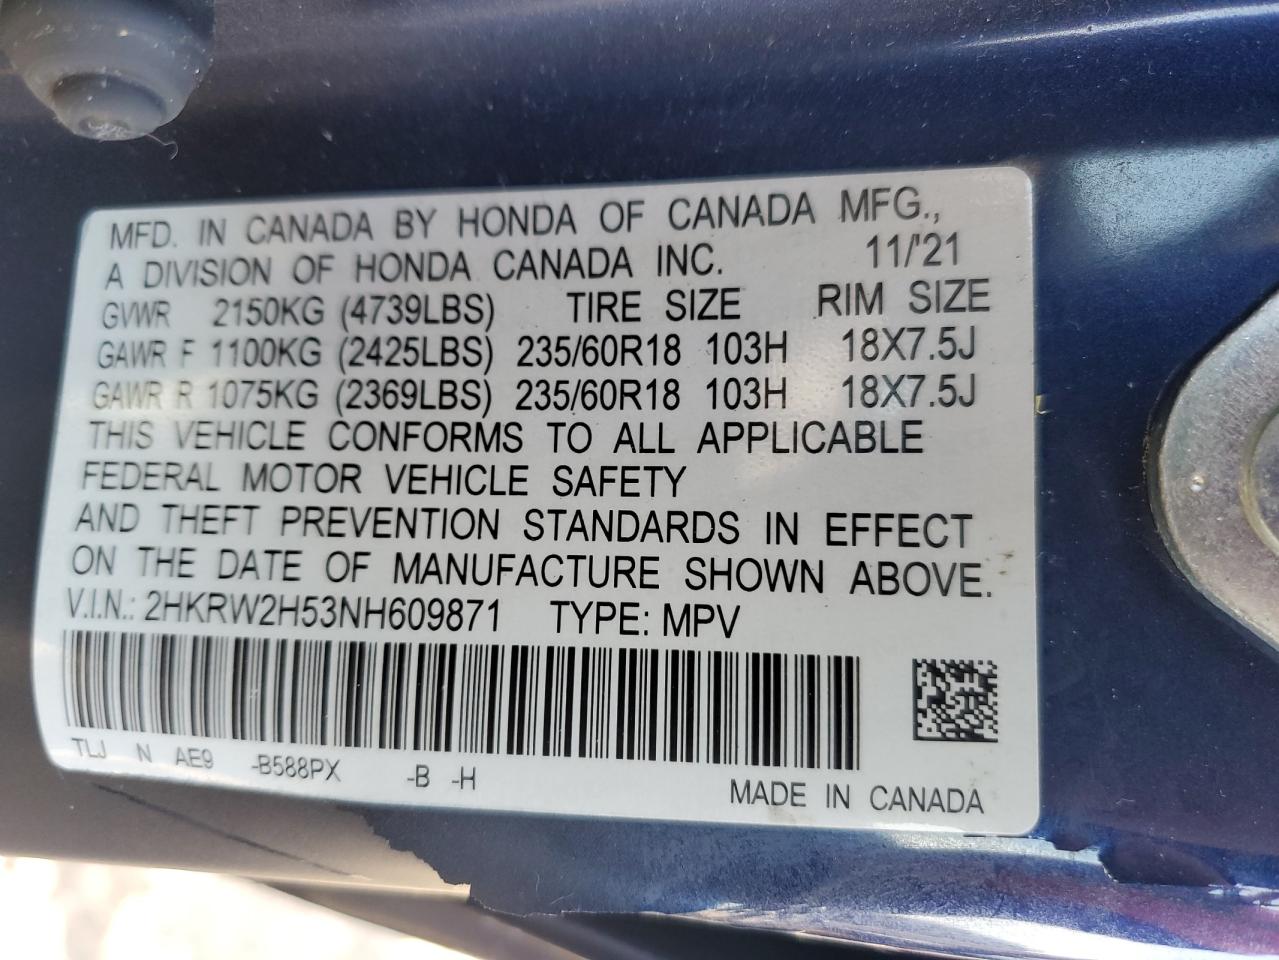 MFD. IN CANADA BY HONDA OF CANADA MFG.,
A DIVISION OF HONDA CANADA INC. 11/'21
GVWR 2150KG (4739LBS) TIRE SIZE RIM SIZE
GAWR F 1100KG (2425LBS) 235/60R18 103H 18X7.5J
GAWR R 1075KG (2369LBS) 235/60R18 103H 18X7.5J
THIS VEHICLE CONFORMS TO ALL APPLICABLE
FEDERAL MOTOR VEHICLE SAFETY
AND THEFT PREVENTION STANDARDS IN EFFECT
ON THE DATE OF MANUFACTURE SHOWN ABOVE.
V.I.N.: 2HKRW2H53NH609871 TYPE: MPV
TLJ N AE9 -B588PX -B -H
MADE IN CANADA